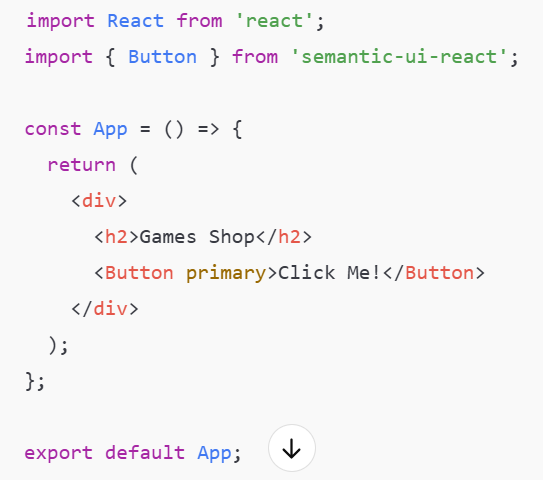 import React from 'react';
import { Button } from 'semantic-ui-react';

const App = () => {
  return (
    <div>
      <h2>Games Shop</h2>
      <Button primary>Click Me!</Button>
    </div>
  );
};

export default App;